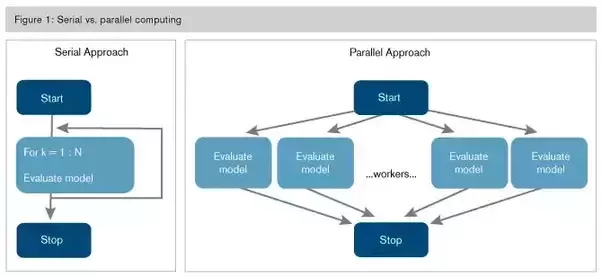 Figure 1: Serial vs. parallel computing
Serial Approach
Start
For k = 1 : N
Evaluate model
Stop
Parallel Approach
Start
Evaluate
model
Evaluate
model
...workers...
Evaluate
model
Evaluate
model
Stop